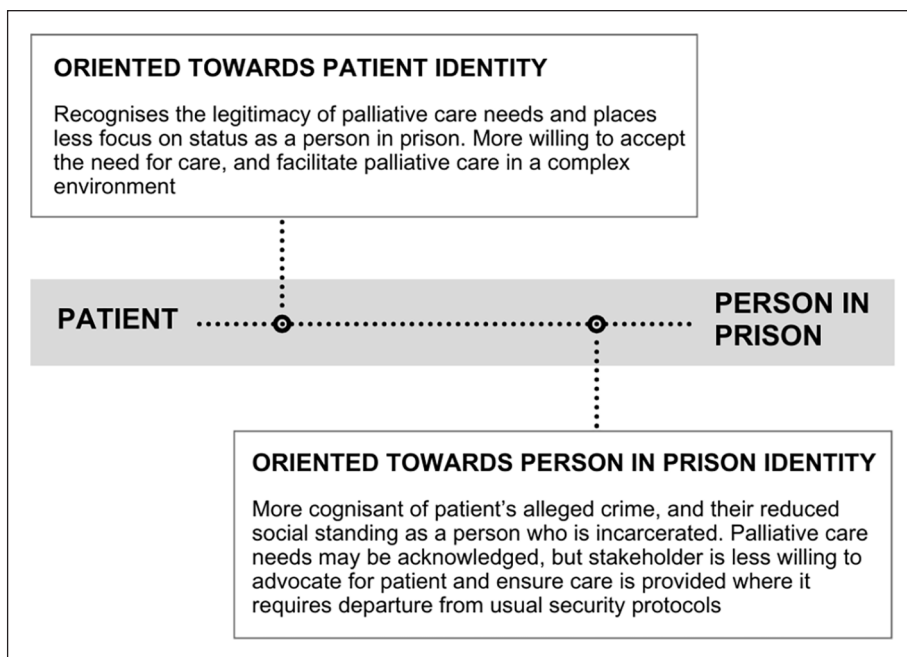 ORIENTED TOWARDS PATIENT IDENTITY
Recognises the legitimacy of palliative care needs and places
less focus on status as a person in prison. More willing to accept
the need for care, and facilitate palliative care in a complex
environment
PATIENT
PERSON IN
PRISON
ORIENTED TOWARDS PERSON IN PRISON IDENTITY
More cognisant of patient's alleged crime, and their reduced
social standing as a person who is incarcerated. Palliative care
needs may be acknowledged, but stakeholder is less willing to
advocate for patient and ensure care is provided where it
requires departure from usual security protocols